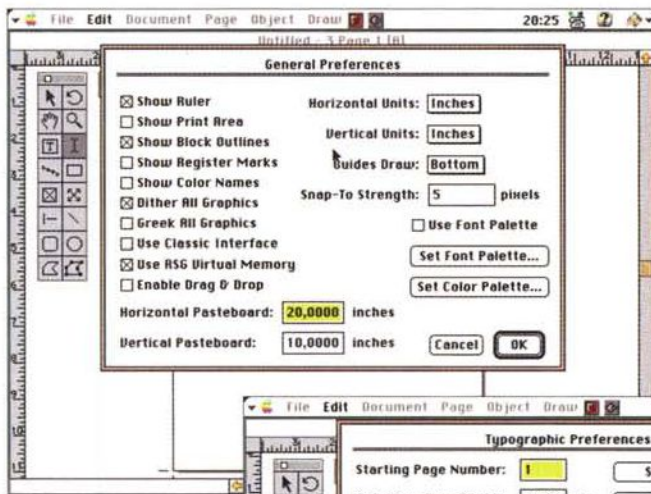 File Edit Document Page Object Draw 20:25
Untitled - 3 Page 1 [6]
General Preferences
Show Ruler
Show Print Area
Show Block Outlines
Show Register Marks
Show Color Names
Dither All Graphics
Greek All Graphics
Use Classic Interface
Use RSG Virtual Memory
Enable Drag & Drop
Horizontal Units: Inches
Vertical Units: Inches
Guides Draw: Bottom
Snap-To Strength: 5 pixels
Use Font Palette
Set Font Palette...
Set Color Palette...
Horizontal Pasteboard: 20,0000 inches
Vertical Pasteboard: 10,0000 inches
Cancel OK
File Edit Document Page Object Draw
Typographic Preferences
Starting Page Number: 1